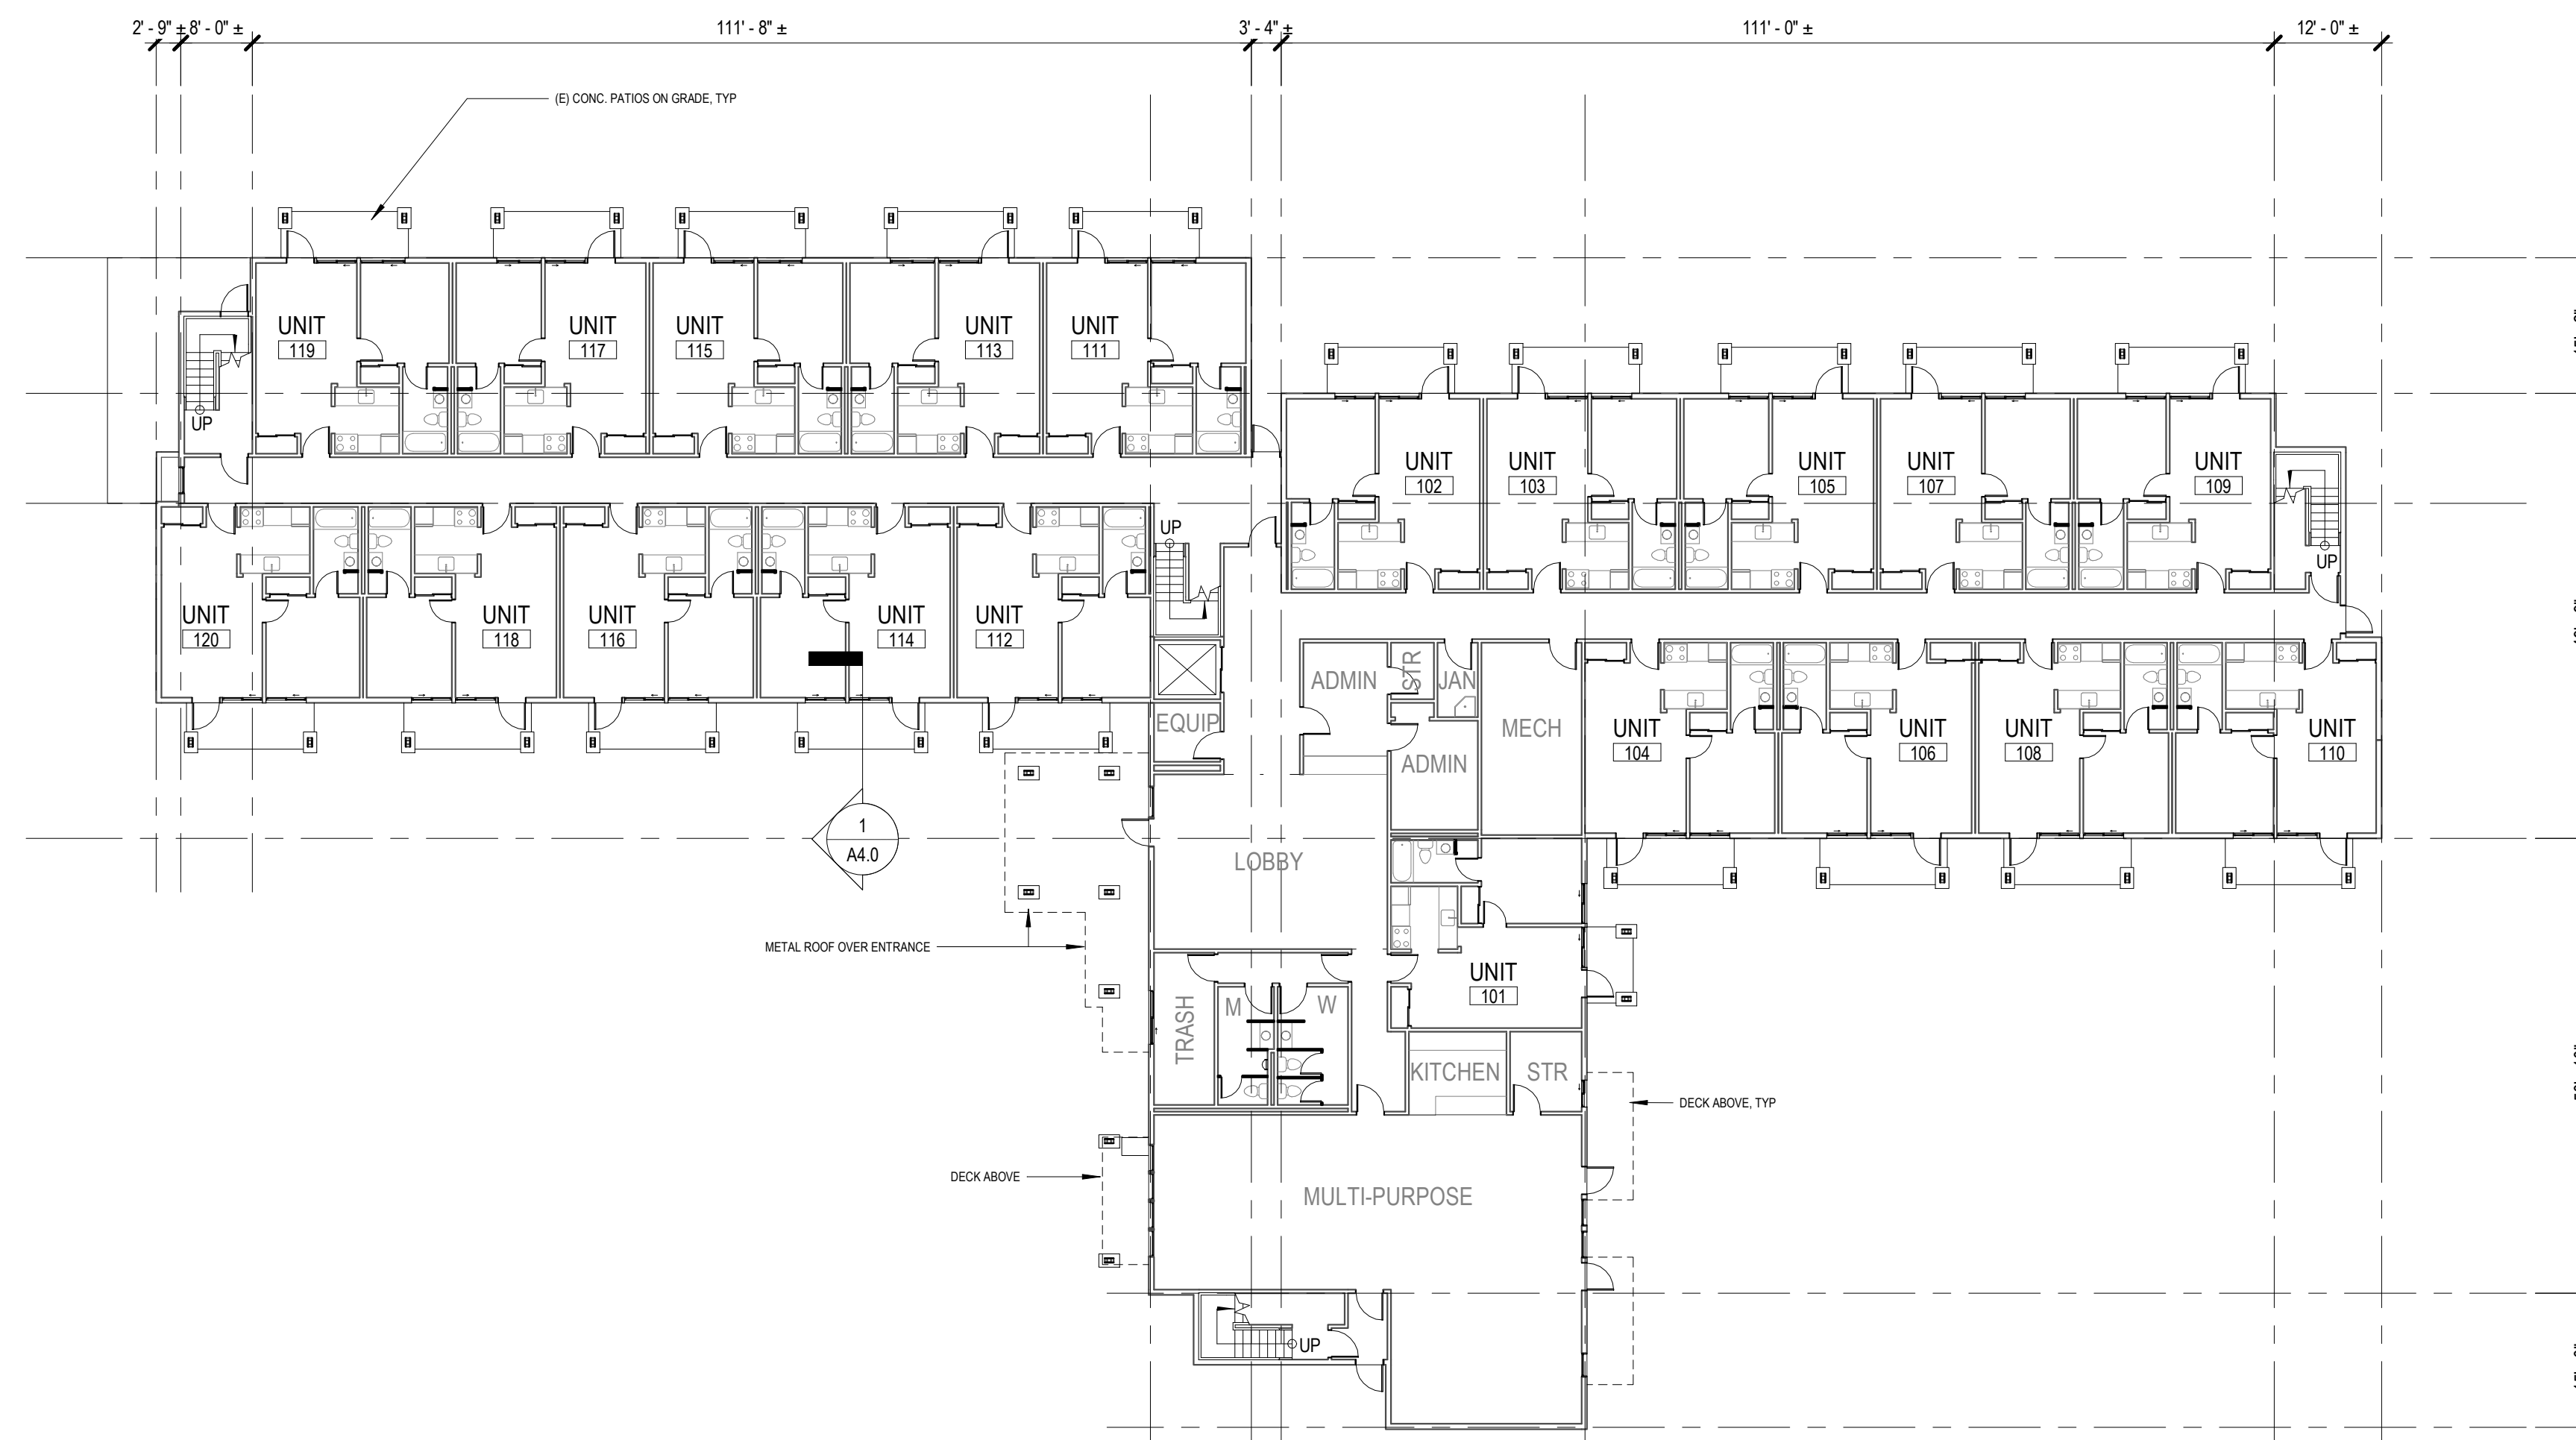 2' - 9" ± 8' - 0" ± 111' - 8" ± 3' - 4" ± 111' - 0" ± 12' - 0" ±
(E) CONC. PATIOS ON GRADE, TYP
UNIT 119
UNIT 117
UNIT 115
UNIT 113
UNIT 111
UP
UNIT 102
UNIT 103
UNIT 105
UNIT 107
UNIT 109
UP
UP
UNIT 120
UNIT 118
UNIT 116
UNIT 114
UNIT 112
ADMIN
STR
JAN
EQUIP
MECH
ADMIN
UNIT 104
UNIT 106
UNIT 108
UNIT 110
1
A4.0
LOBBY
METAL ROOF OVER ENTRANCE
UNIT 101
TRASH
M
W
KITCHEN
STR
DECK ABOVE, TYP
DECK ABOVE
MULTI-PURPOSE
UP